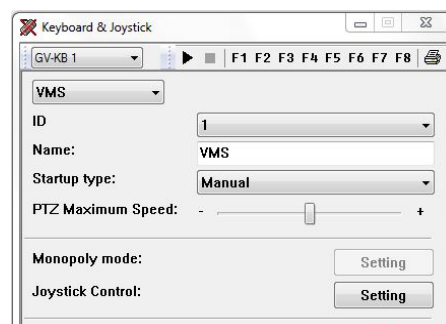 Keyboard & Joystick
GV-KB 1 F1 F2 F3 F4 F5 F6 F7 F8
VMS
ID 1
Name: VMS
Startup type: Manual
PTZ Maximum Speed: - +
Monopoly mode: Setting
Joystick Control: Setting